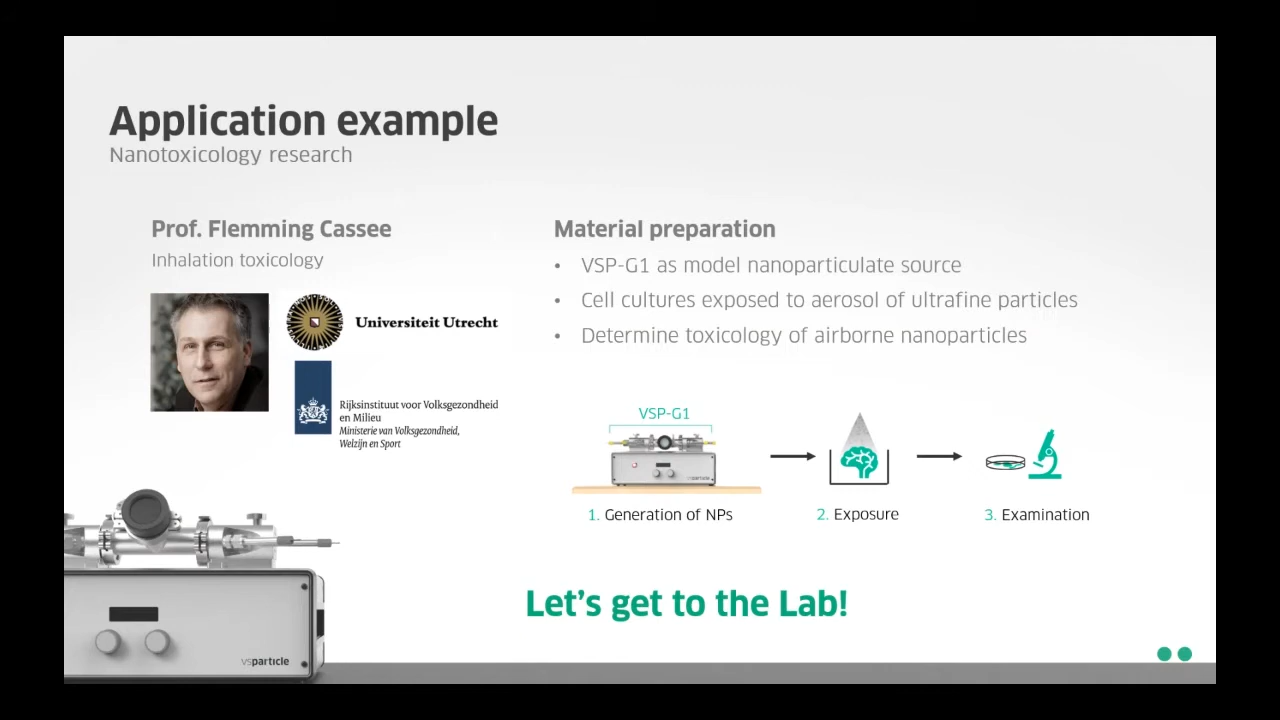 Application example
Nanotoxicology research
Prof. Flemming Cassee
Inhalation toxicology
Universiteit Utrecht
Rijksinstituut voor Volksgezondheid
en Milieu
Ministerie van Volksgezondheid,
Welzijn en Sport
Material preparation
• VSP-G1 as model nanoparticulate source
• Cell cultures exposed to aerosol of ultrafine particles
• Determine toxicology of airborne nanoparticles
VSP-G1
vsparticle
1. Generation of NPs
2. Exposure
3. Examination
Let's get to the Lab!
vsparticle